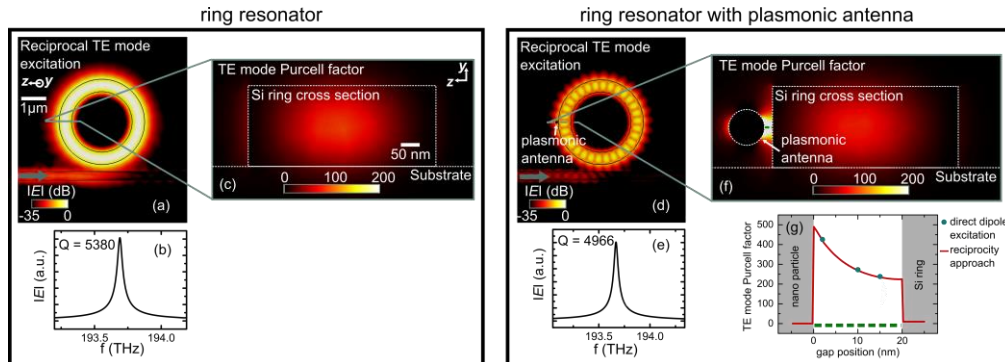 ring resonator
Reciprocal TE mode
excitation
z y
1μm
|E| (dB)
-35 0
(a)
TE mode Purcell factor
y
z
Si ring cross section
50 nm
(c)
0 100 200
Substrate
Q = 5380
(b)
|E| (a.u.)
193.5 194.0
f (THz)
ring resonator with plasmonic antenna
Reciprocal TE mode
excitation
plasmonic
antenna
|E| (dB)
-35 0
(d)
TE mode Purcell factor
Si ring cross section
plasmonic
antenna
(f)
0 100 200
Substrate
Q = 4966
(e)
|E| (a.u.)
193.5 194.0
f (THz)
TE mode Purcell factor
500
400
300
200
100
0
nano particle
(g)
Si ring
0 10 20
gap position (nm)
direct dipole
excitation
reciprocity
approach